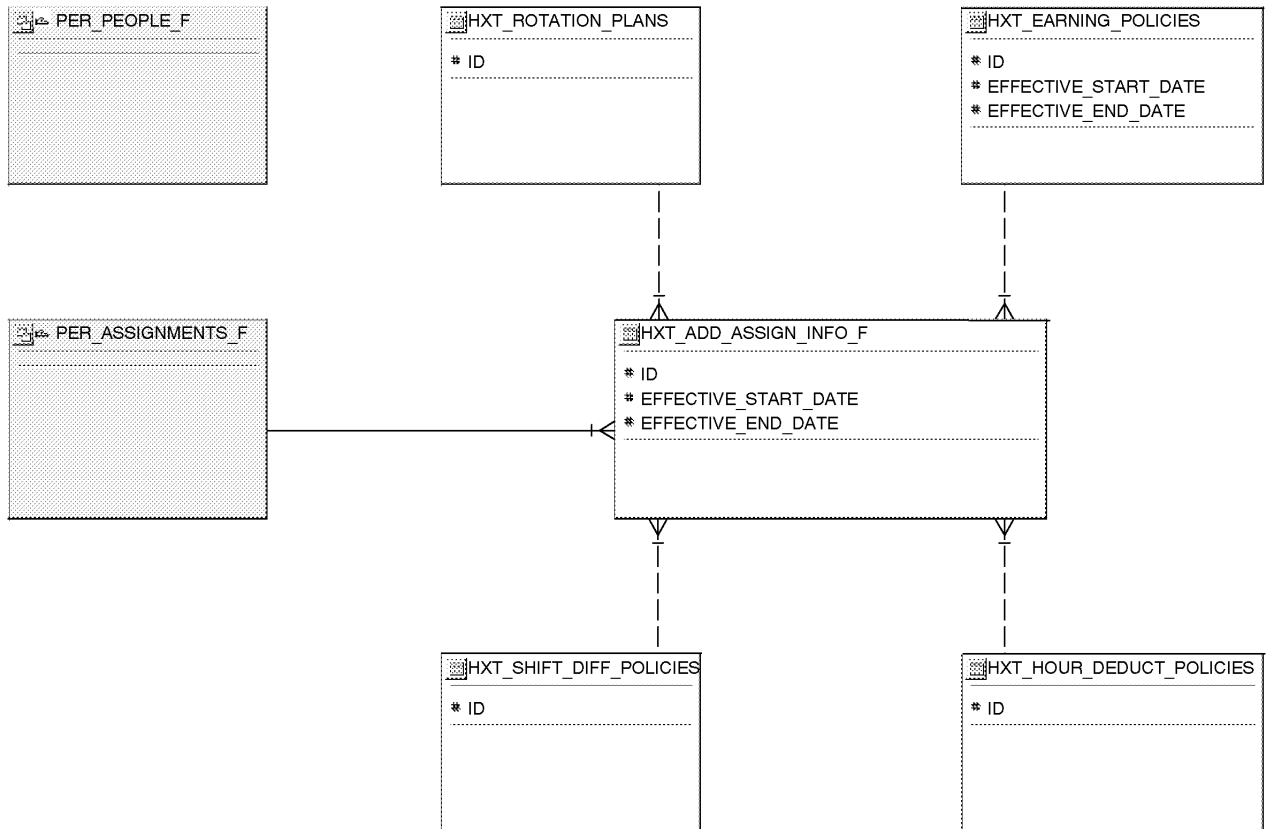 PER_PEOPLE_F
HXT_ROTATION_PLANS
# ID
HXT_EARNING_POLICIES
# ID
# EFFECTIVE_START_DATE
# EFFECTIVE_END_DATE
PER_ASSIGNMENTS_F
HXT_ADD_ASSIGN_INFO_F
# ID
# EFFECTIVE_START_DATE
# EFFECTIVE_END_DATE
HXT_SHIFT_DIFF_POLICIES
# ID
HXT_HOUR_DEDUCT_POLICIES
# ID